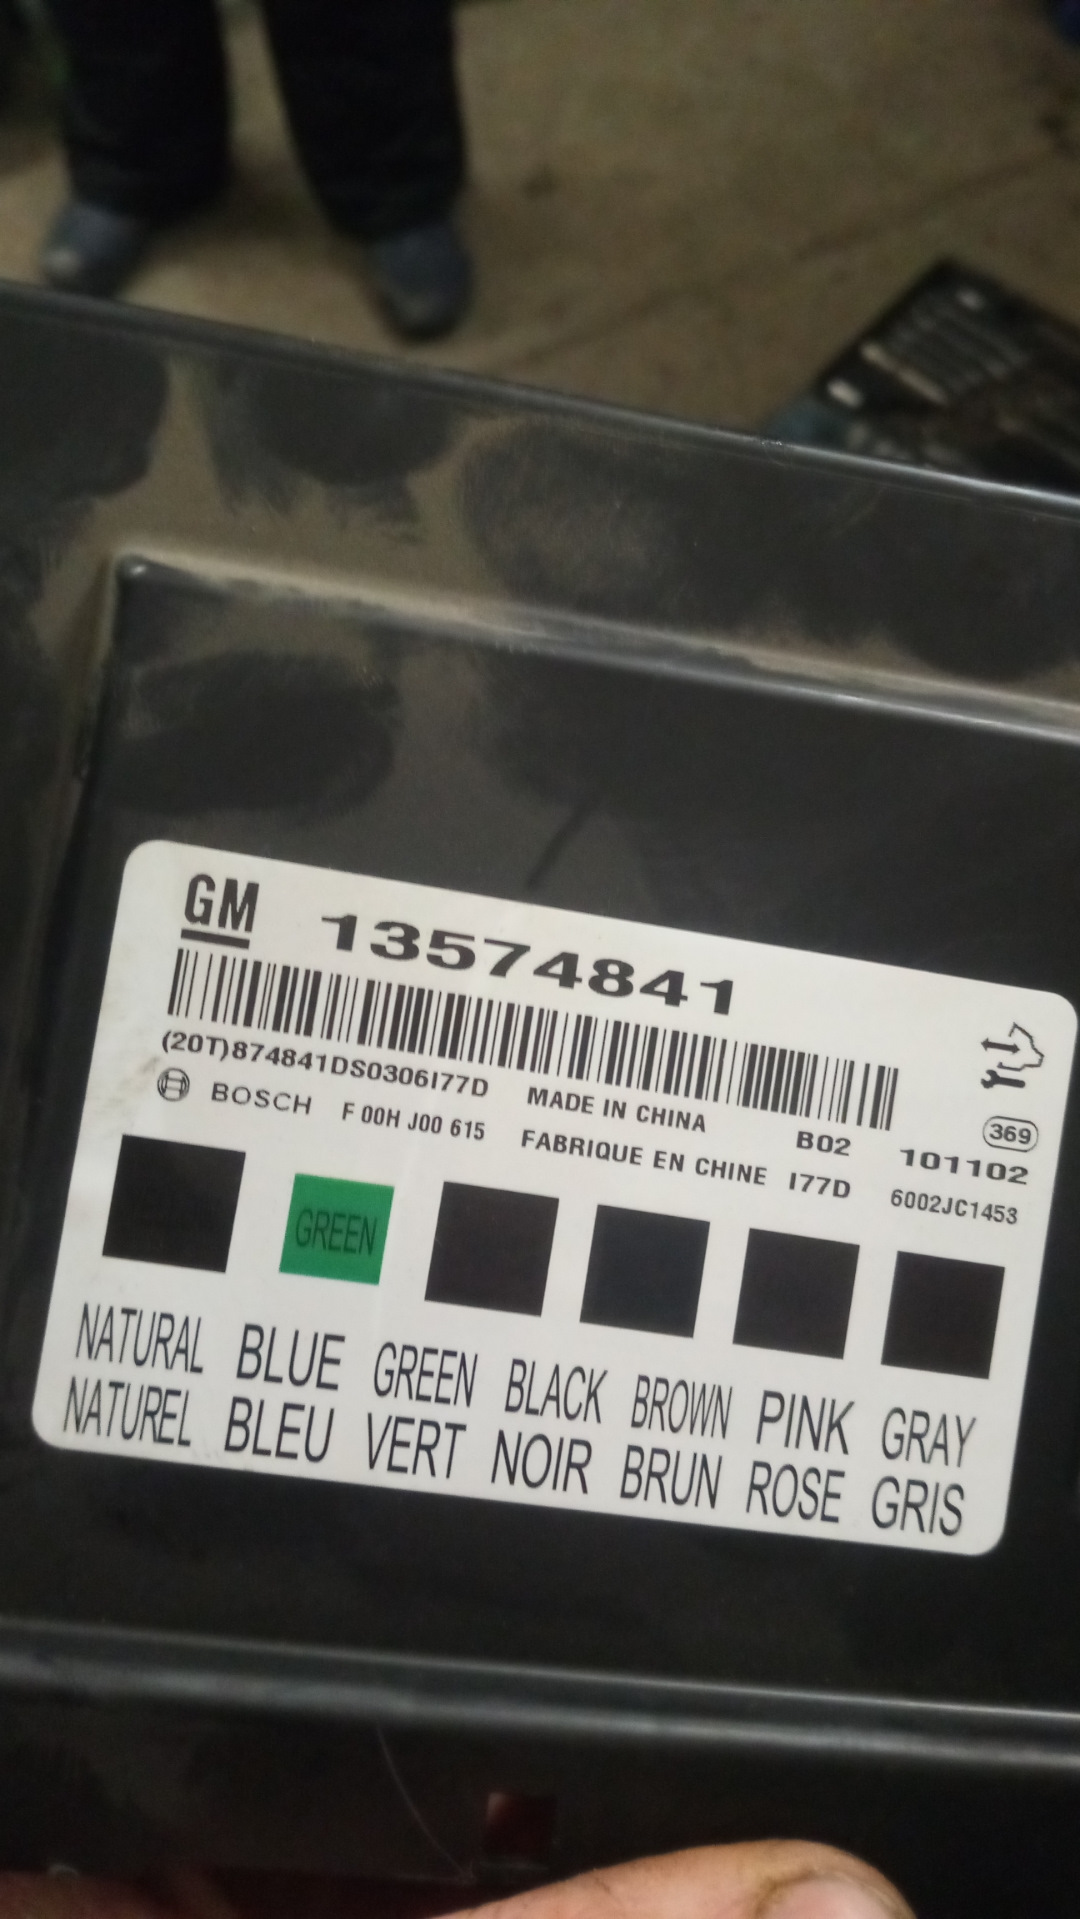 GM 13574841
(20T)874841DS0306I77D MADE IN CHINA B02 101102
369
BOSCH F 00H J00 615 FABRIQUE EN CHINE I77D 6002JC1453
GREEN
NATURAL BLUE GREEN BLACK BROWN PINK GRAY
NATUREL BLEU VERT NOIR BRUN ROSE GRIS